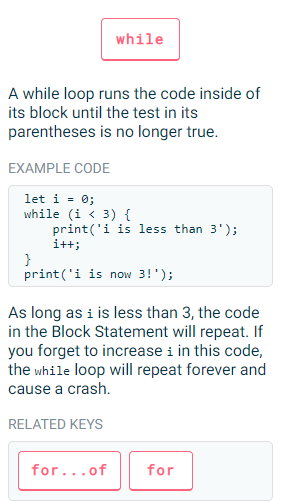 while
A while loop runs the code inside of
its block until the test in its
parentheses is no longer true.
EXAMPLE CODE
let i = 0;
while (i < 3) {
    print('i is less than 3');
    i++;
}
print('i is now 3!');
As long as i is less than 3, the code
in the Block Statement will repeat. If
you forget to increase i in this code,
the while loop will repeat forever and
cause a crash.
RELATED KEYS
for...of for